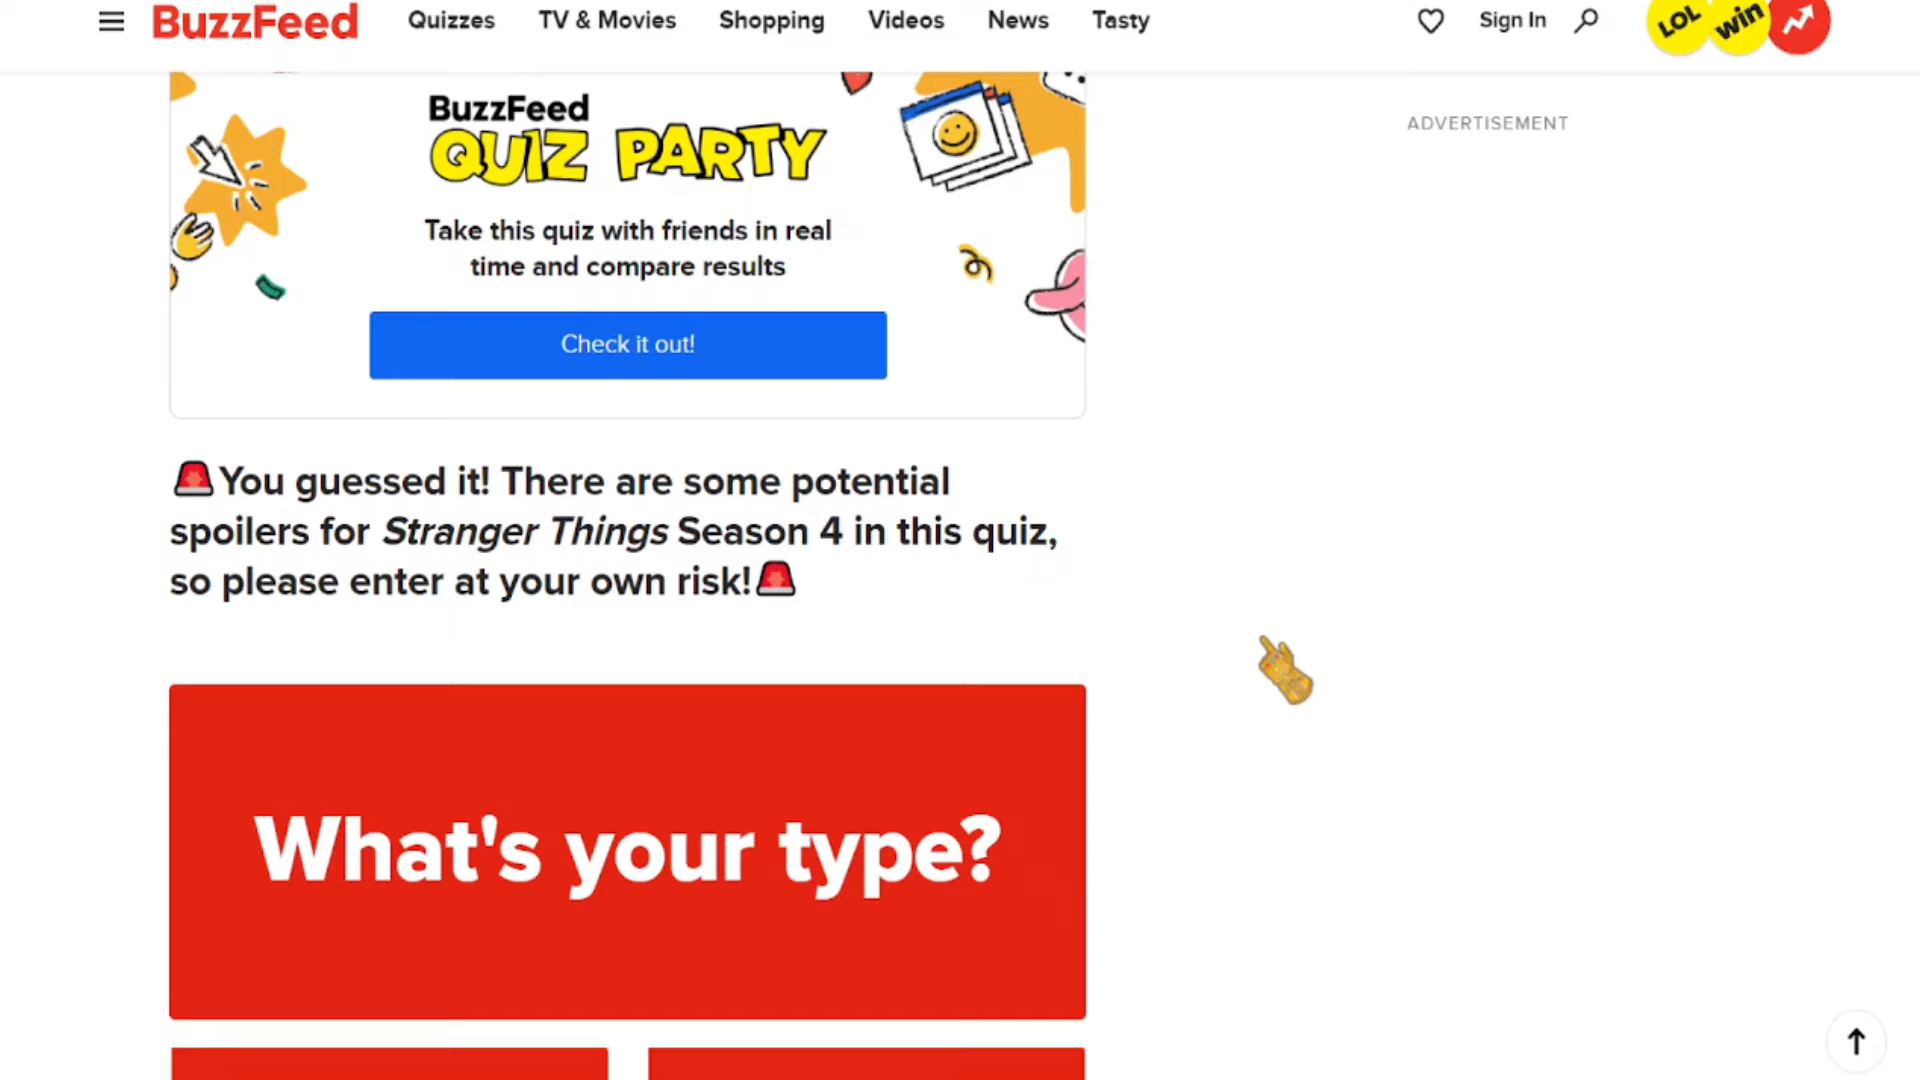 BuzzFeed
Quizzes
TV & Movies
Shopping
Videos
News
Tasty
Sign In
LOL
win
BuzzFeed
QUIZ PARTY
Take this quiz with friends in real
time and compare results
Check it out!
ADVERTISEMENT
🚨You guessed it! There are some potential
spoilers for Stranger Things Season 4 in this quiz,
so please enter at your own risk!🚨
What's your type?